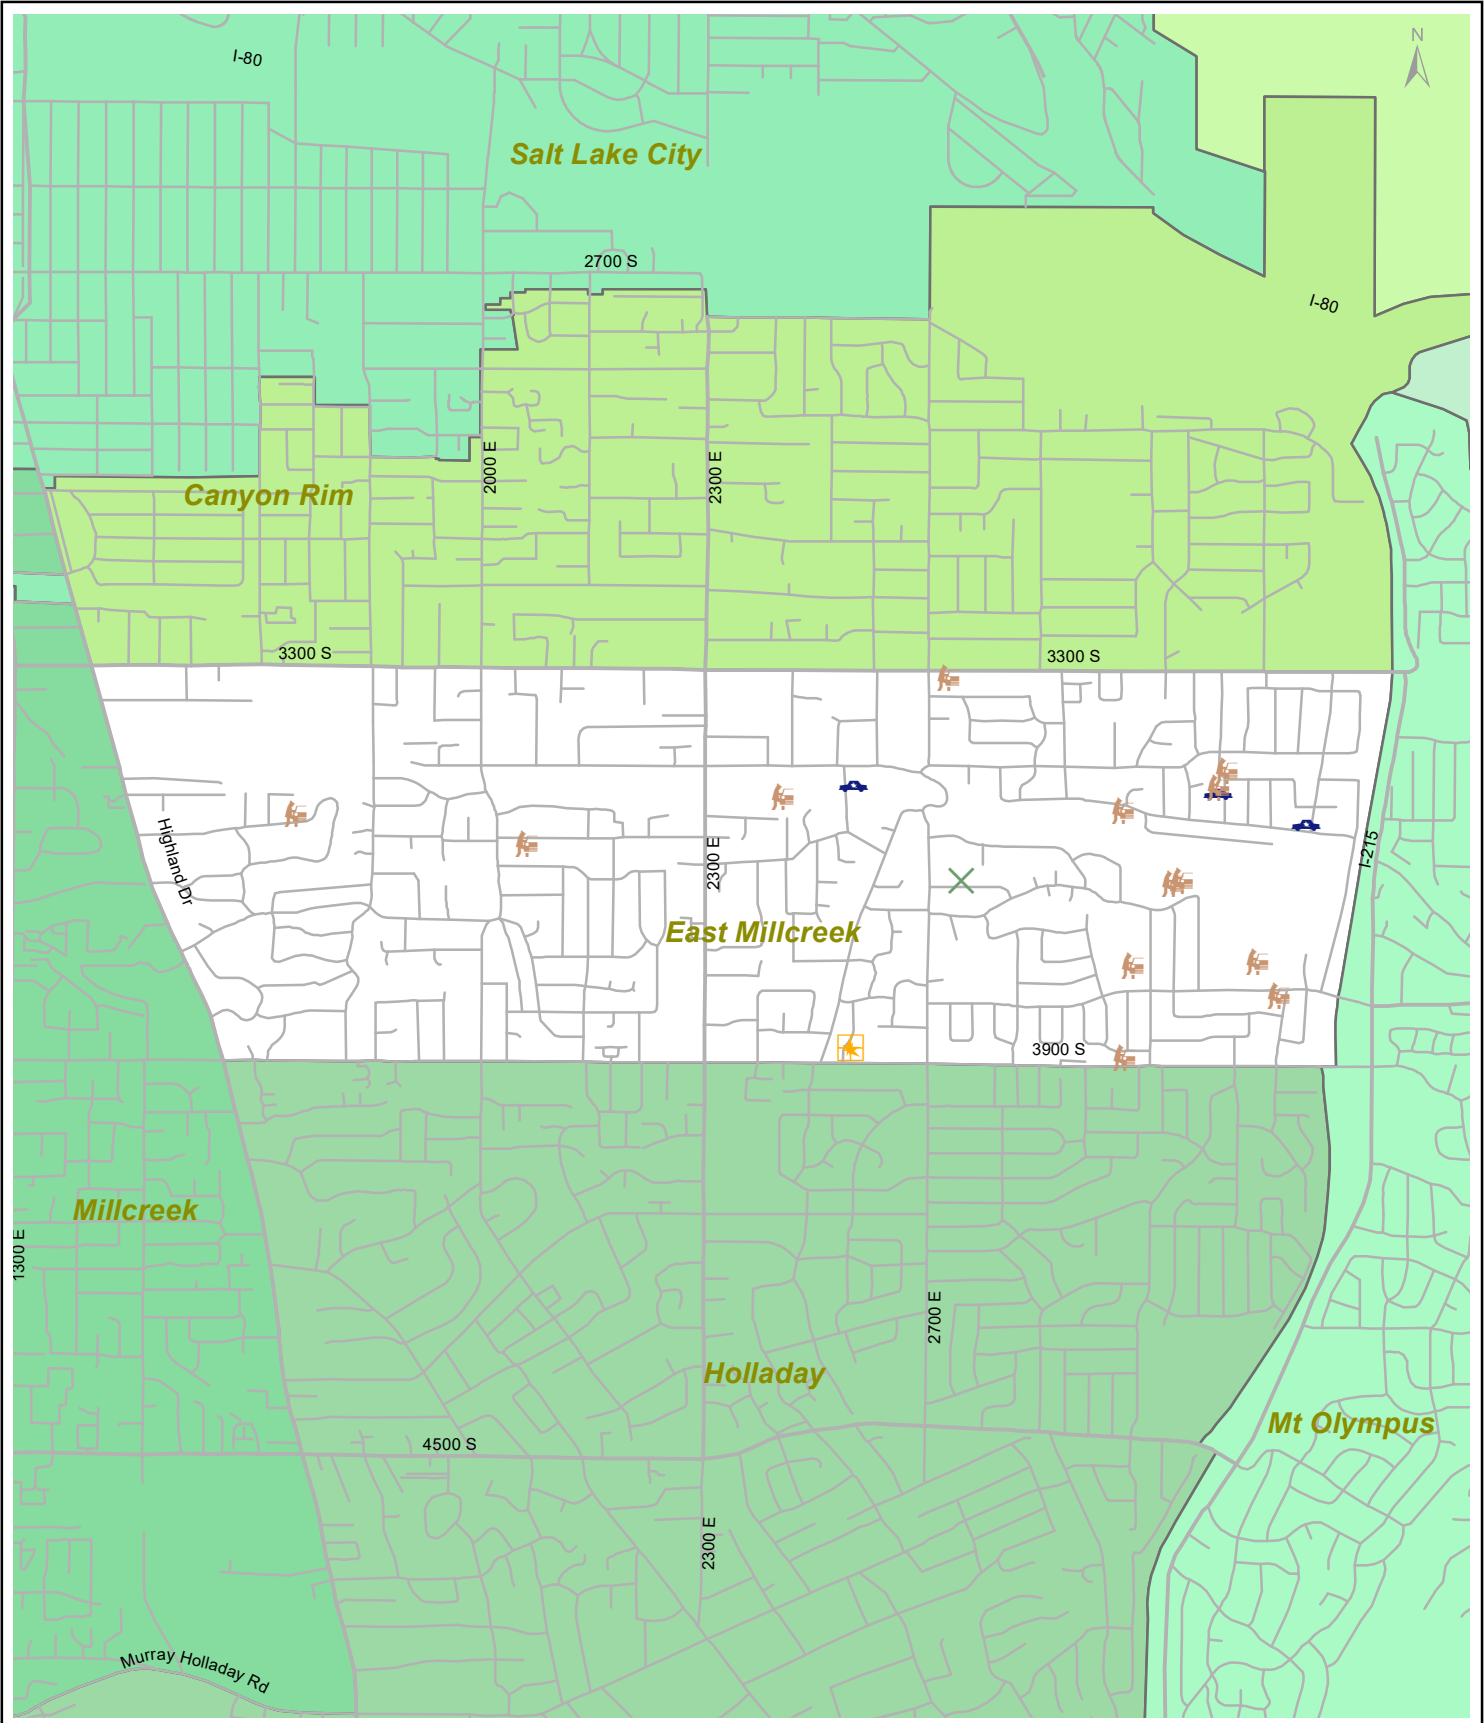 N
I-80
Salt Lake City
2700 S
I-80
2000 E
2300 E
Canyon Rim
3300 S
3300 S
Highland Dr
2300 E
I-215
East Millcreek
3900 S
Millcreek
1300 E
2700 E
Holladay
Mt Olympus
4500 S
2300 E
Murray Holladay Rd